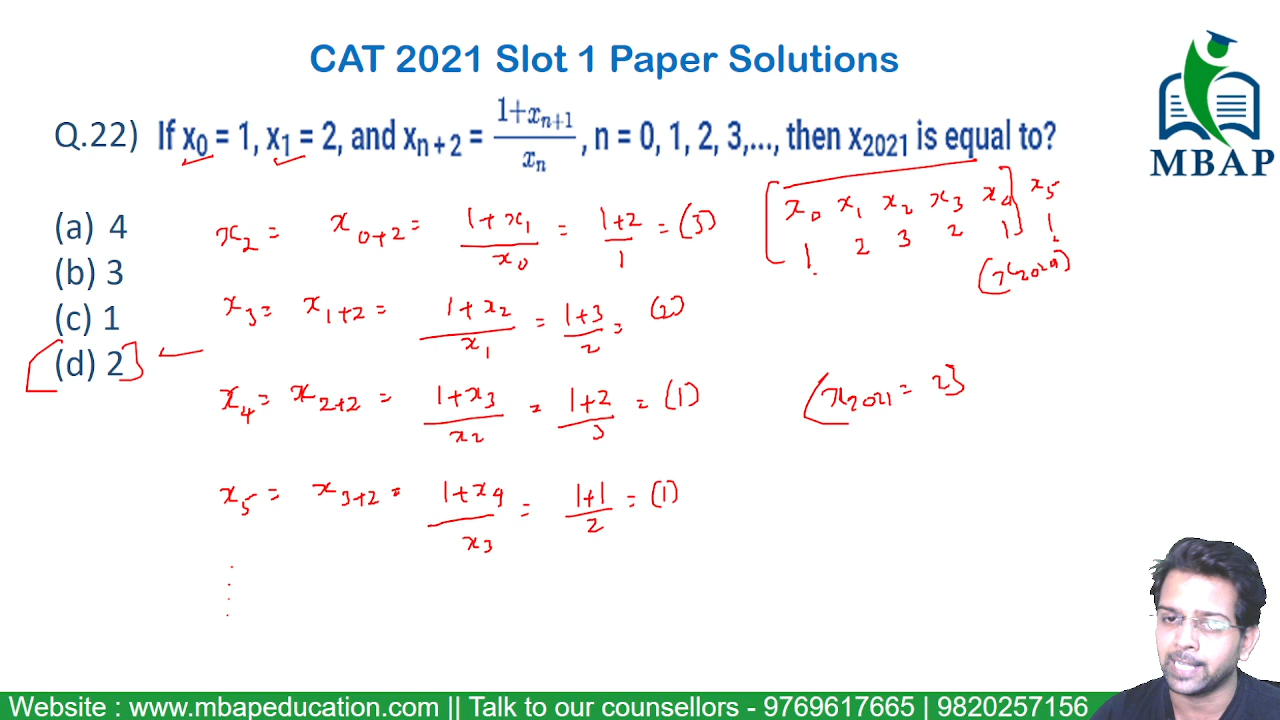 CAT 2021 Slot 1 Paper Solutions
MBAP
Q.22) If x₀ = 1, x₁ = 2, and xₙ₊₂ = (1+xₙ₊₁)/xₙ, n = 0, 1, 2, 3,..., then x₂₀₂₁ is equal to?
(a) 4
(b) 3
(c) 1
(d) 2
x₂ = x₀₊₂ = (1+x₁)/x₀ = (1+2)/1 = (3)
x₃ = x₁₊₂ = (1+x₂)/x₁ = (1+3)/2 = (2)
x₄ = x₂₊₂ = (1+x₃)/x₂ = (1+2)/3 = (1)
x₅ = x₃₊₂ = (1+x₄)/x₃ = (1+1)/2 = (1)
x₀ x₁ x₂ x₃ x₄ x₅
1 2 3 2 1 1
x₂₀₂₁ = 2
Website : www.mbapeducation.com || Talk to our counsellors - 9769617665 || 9820257156